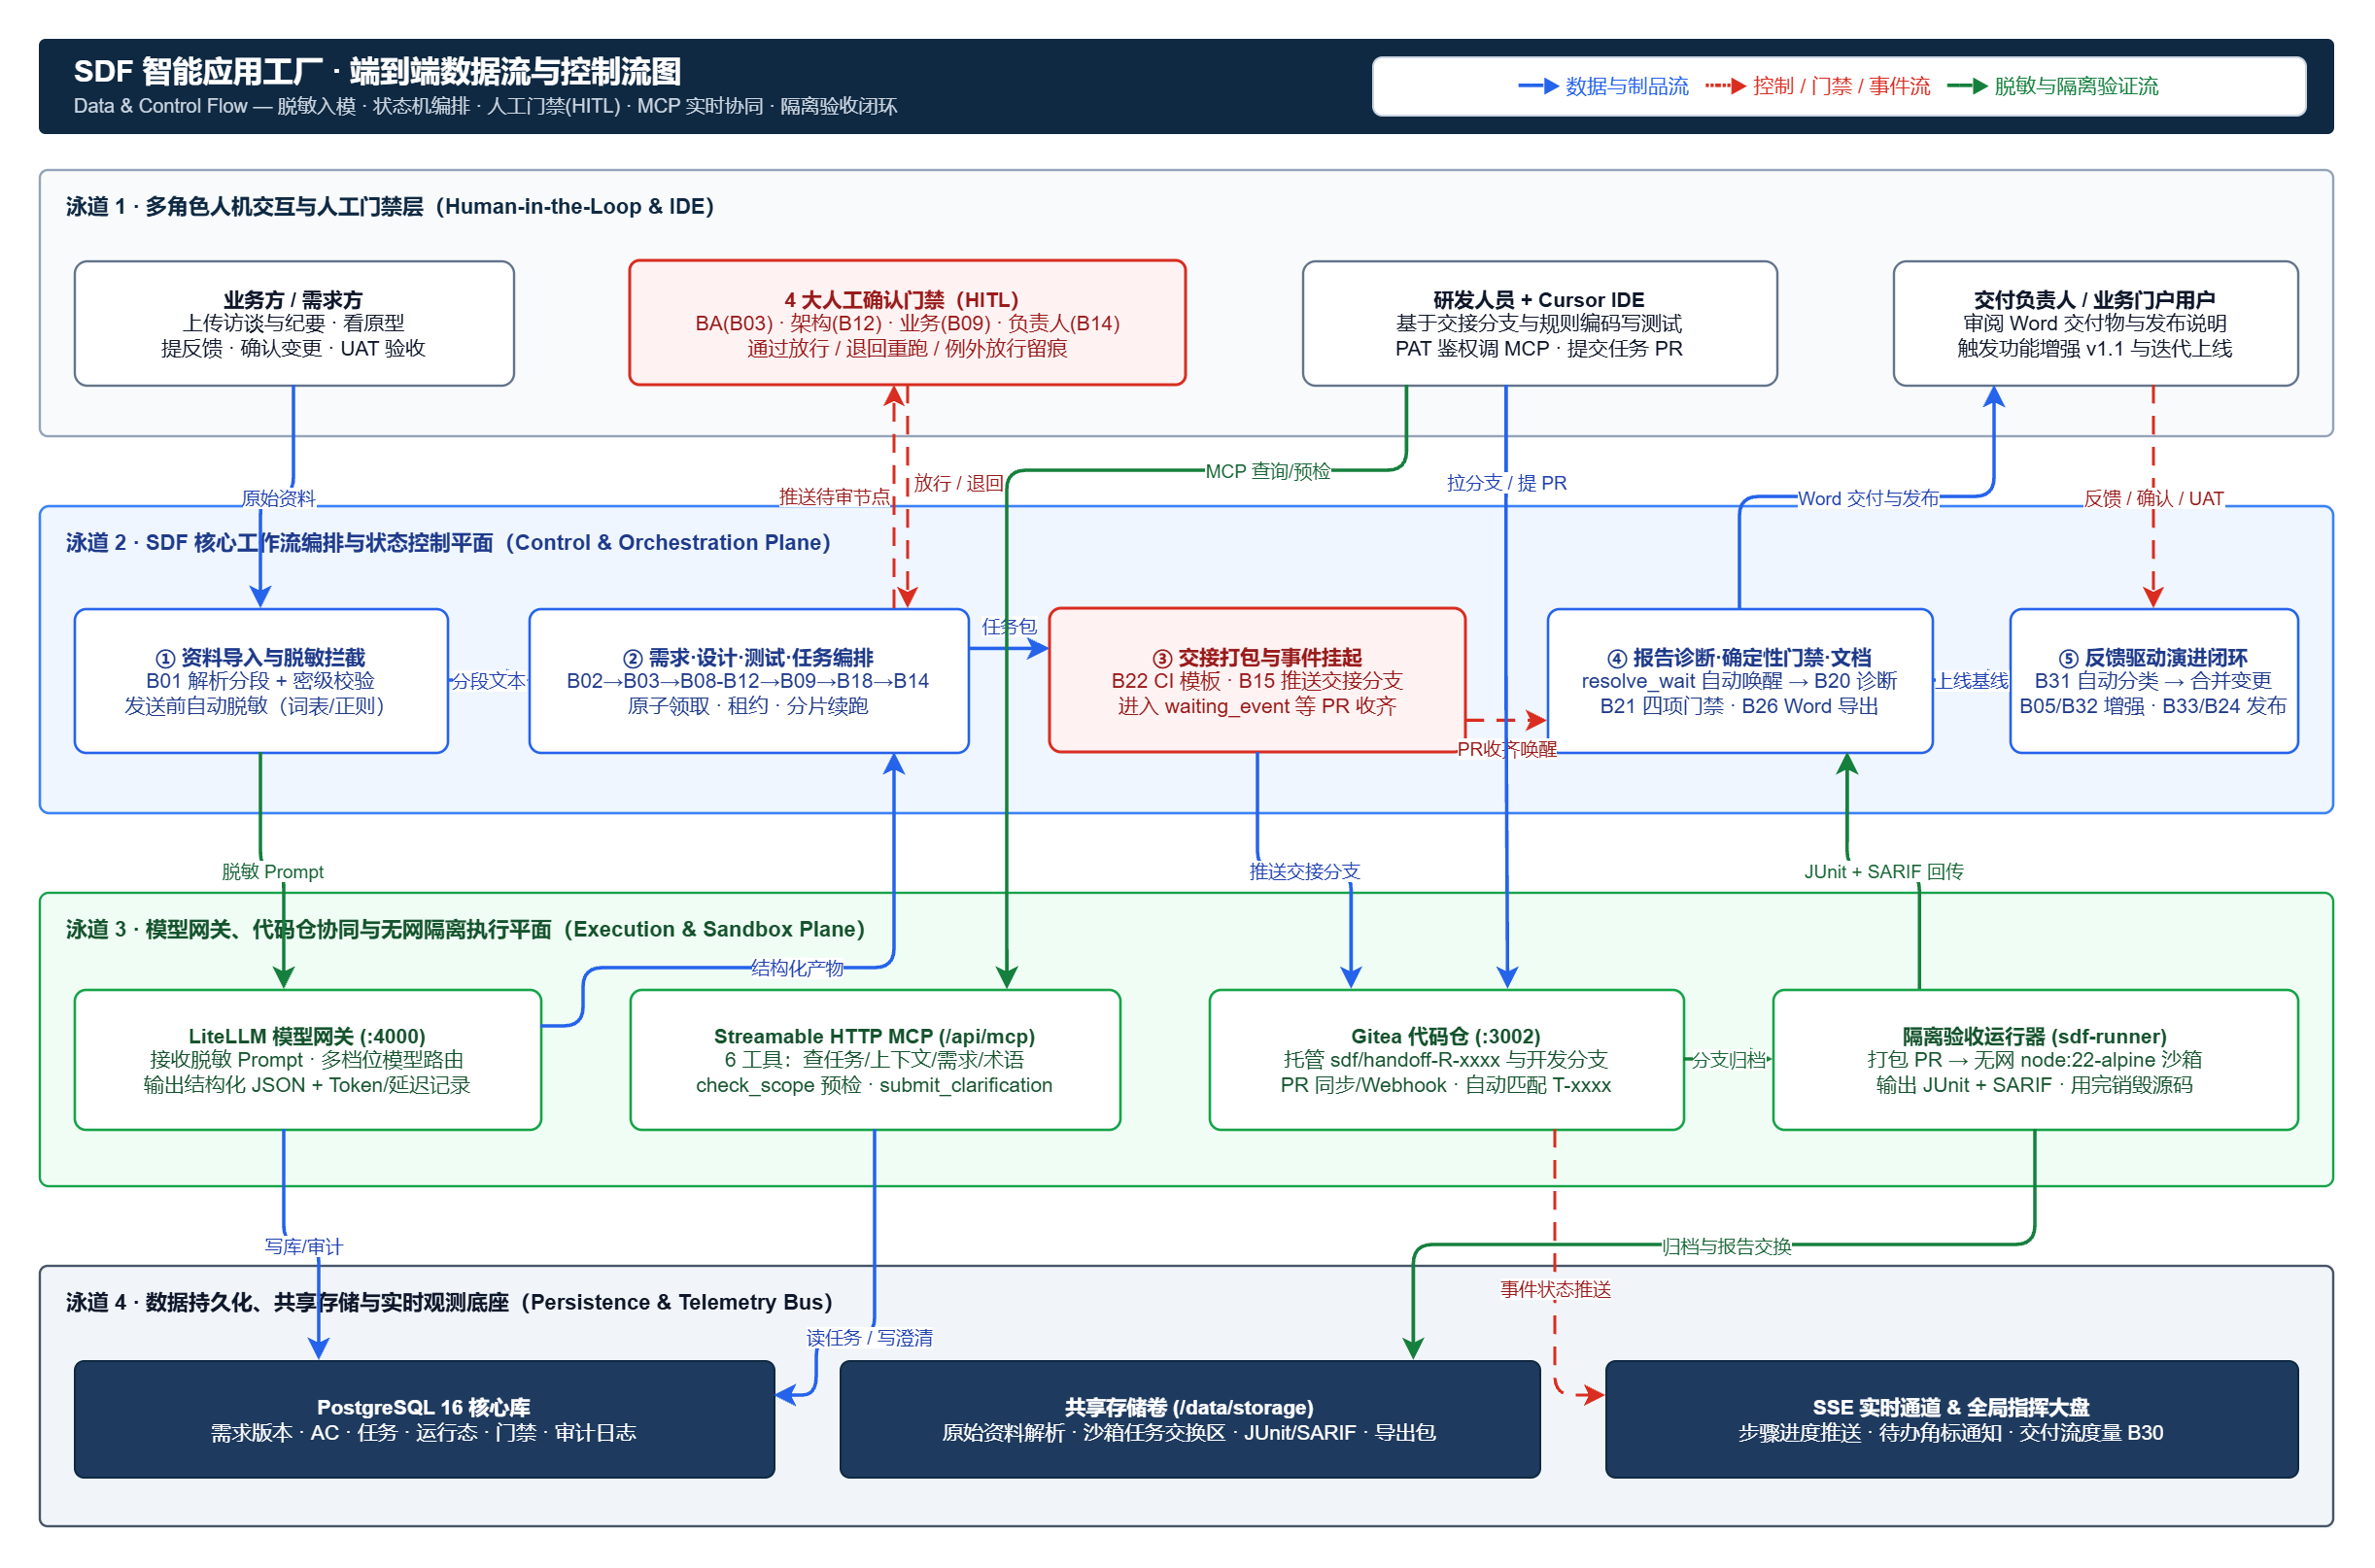 SDF 智能应用工厂 · 端到端数据流与控制流图
Data & Control Flow — 脱敏入模 · 状态机编排 · 人工门禁(HITL) · MCP 实时协同 · 隔离验收闭环
数据与制品流
控制 / 门禁 / 事件流
脱敏与隔离验证流
泳道 1 · 多角色人机交互与人工门禁层（Human-in-the-Loop & IDE）
业务方 / 需求方
上传访谈与纪要 · 看原型
提反馈 · 确认变更 · UAT 验收
4 大人工确认门禁（HITL）
BA(B03) · 架构(B12) · 业务(B09) · 负责人(B14)
通过放行 / 退回重跑 / 例外放行留痕
研发人员 + Cursor IDE
基于交接分支与规则编码写测试
PAT 鉴权调 MCP · 提交任务 PR
交付负责人 / 业务门户用户
审阅 Word 交付物与发布说明
触发功能增强 v1.1 与迭代上线
原始资料
推送待审节点
放行 / 退回
MCP 查询/预检
拉分支 / 提 PR
Word 交付与发布
反馈 / 确认 / UAT
泳道 2 · SDF 核心工作流编排与状态控制平面（Control & Orchestration Plane）
① 资料导入与脱敏拦截
B01 解析分段 + 密级校验
发送前自动脱敏（词表/正则）
分段文本
② 需求·设计·测试·任务编排
B02→B03→B08-B12→B09→B18→B14
原子领取 · 租约 · 分片续跑
任务包
③ 交接打包与事件挂起
B22 CI 模板 · B15 推送交接分支
进入 waiting_event 等 PR 收齐
PR收齐唤醒
④ 报告诊断·确定性门禁·文档
resolve_wait 自动唤醒 → B20 诊断
B21 四项门禁 · B26 Word 导出
上线基线
⑤ 反馈驱动演进闭环
B31 自动分类 → 合并变更
B05/B32 增强 · B33/B24 发布
脱敏 Prompt
推送交接分支
JUnit + SARIF 回传
泳道 3 · 模型网关、代码仓协同与无网隔离执行平面（Execution & Sandbox Plane）
结构化产物
LiteLLM 模型网关 (:4000)
接收脱敏 Prompt · 多档位模型路由
输出结构化 JSON + Token/延迟记录
Streamable HTTP MCP (/api/mcp)
6 工具：查任务/上下文/需求/术语
check_scope 预检 · submit_clarification
Gitea 代码仓 (:3002)
托管 sdf/handoff-R-xxxx 与开发分支
PR 同步/Webhook · 自动匹配 T-xxxx
分支归档
隔离验收运行器 (sdf-runner)
打包 PR → 无网 node:22-alpine 沙箱
输出 JUnit + SARIF · 用完销毁源码
写库/审计
归档与报告交换
事件状态推送
泳道 4 · 数据持久化、共享存储与实时观测底座（Persistence & Telemetry Bus）
读任务 / 写澄清
PostgreSQL 16 核心库
需求版本 · AC · 任务 · 运行态 · 门禁 · 审计日志
共享存储卷 (/data/storage)
原始资料解析 · 沙箱任务交换区 · JUnit/SARIF · 导出包
SSE 实时通道 & 全局指挥大盘
步骤进度推送 · 待办角标通知 · 交付流度量 B30